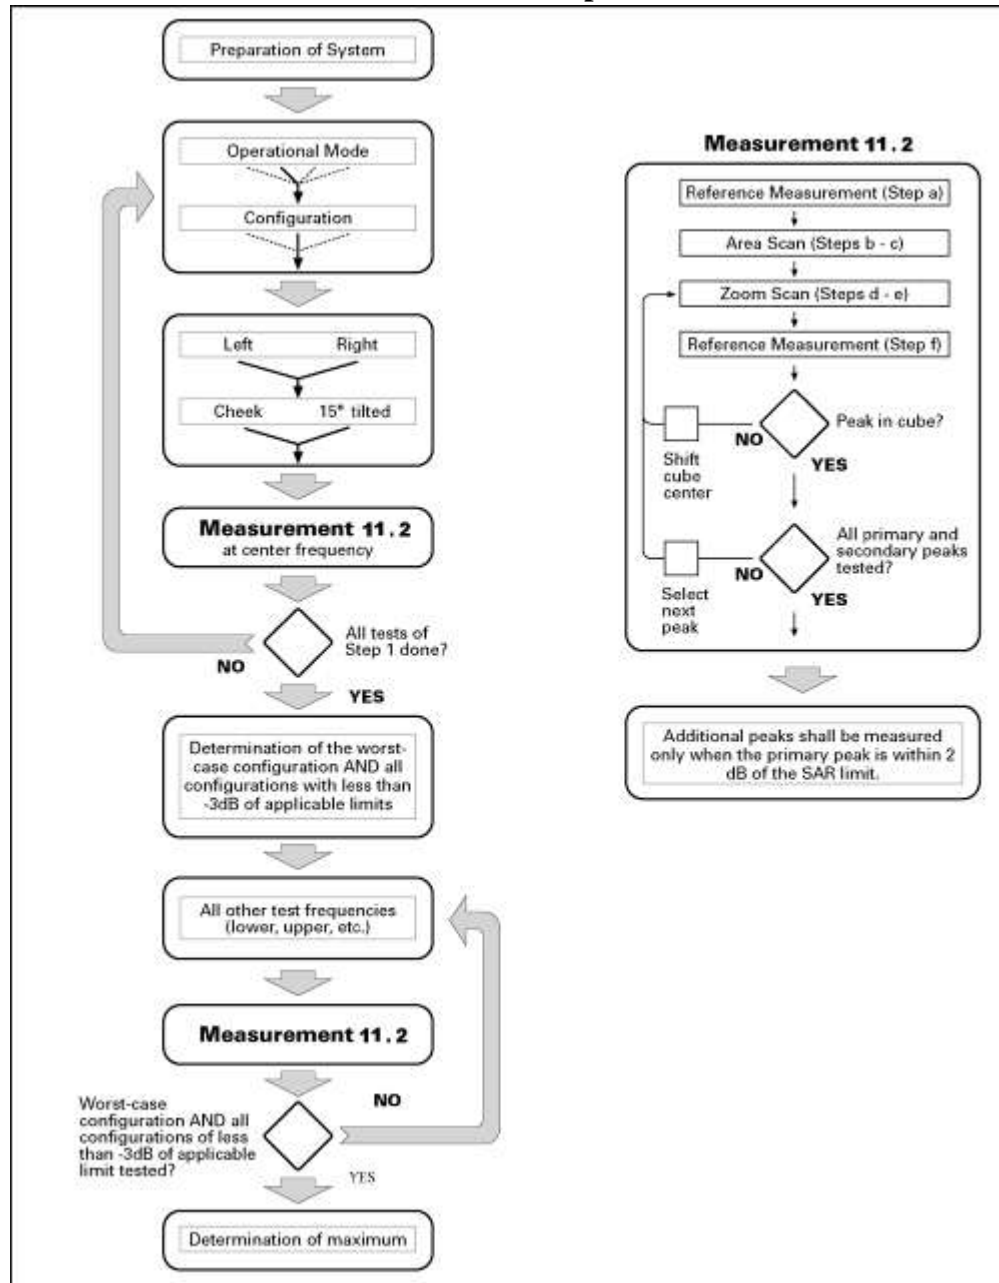 Preparation of System
Operational Mode
Configuration
Left Right
Cheek 15° tilted
Measurement 11.2
at center frequency
All tests of
Step 1 done?
NO
YES
Determination of the worst-
case configuration AND all
configurations with less than
-3dB of applicable limits
All other test frequencies
(lower, upper, etc.)
Measurement 11.2
Worst-case
configuration AND all
configurations of less
than -3dB of applicable
limit tested?
NO
YES
Determination of maximum
Measurement 11.2
Reference Measurement (Step a)
Area Scan (Steps b - c)
Zoom Scan (Steps d - e)
Reference Measurement (Step f)
Peak in cube?
NO
Shift
cube
center
YES
All primary and
secondary peaks
tested?
NO
Select
next
peak
YES
Additional peaks shall be measured
only when the primary peak is within 2
dB of the SAR limit.